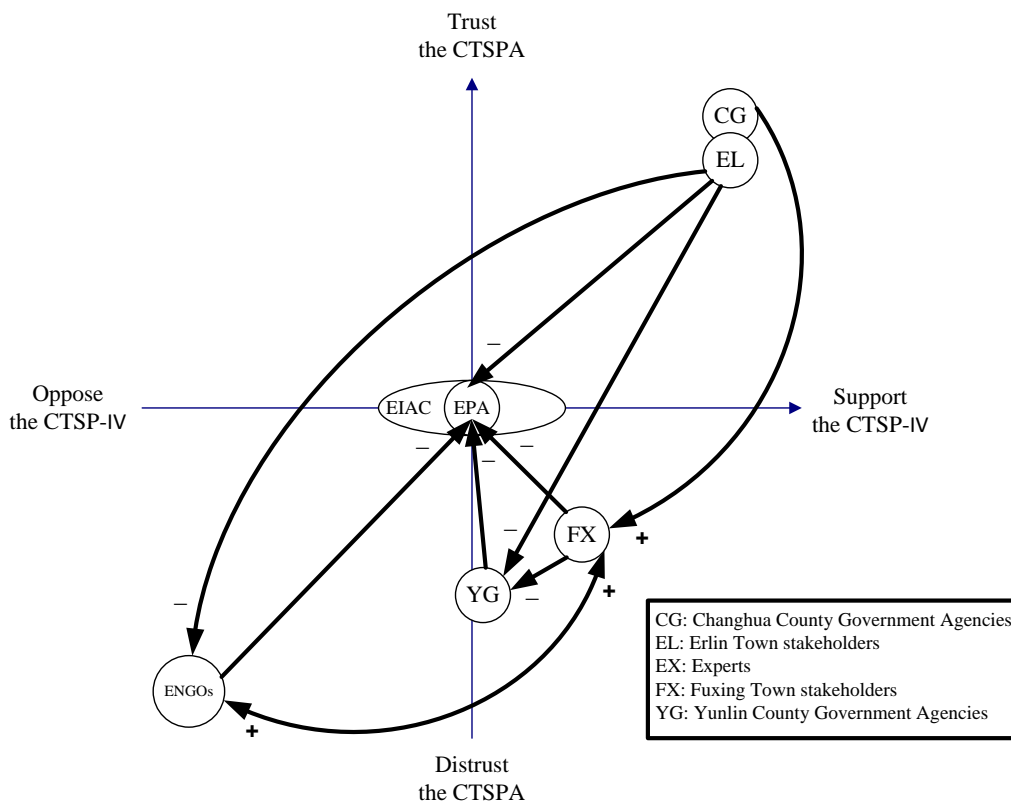 Trust
the CTSPA
CG
EL
–
Oppose
the CTSP-IV
EIAC
EPA
Support
the CTSP-IV
–
–
–
–
FX
+
YG
–
+
–
ENGOs
+
CG: Changhua County Government Agencies
EL: Erlin Town stakeholders
EX: Experts
FX: Fuxing Town stakeholders
YG: Yunlin County Government Agencies
Distrust
the CTSPA